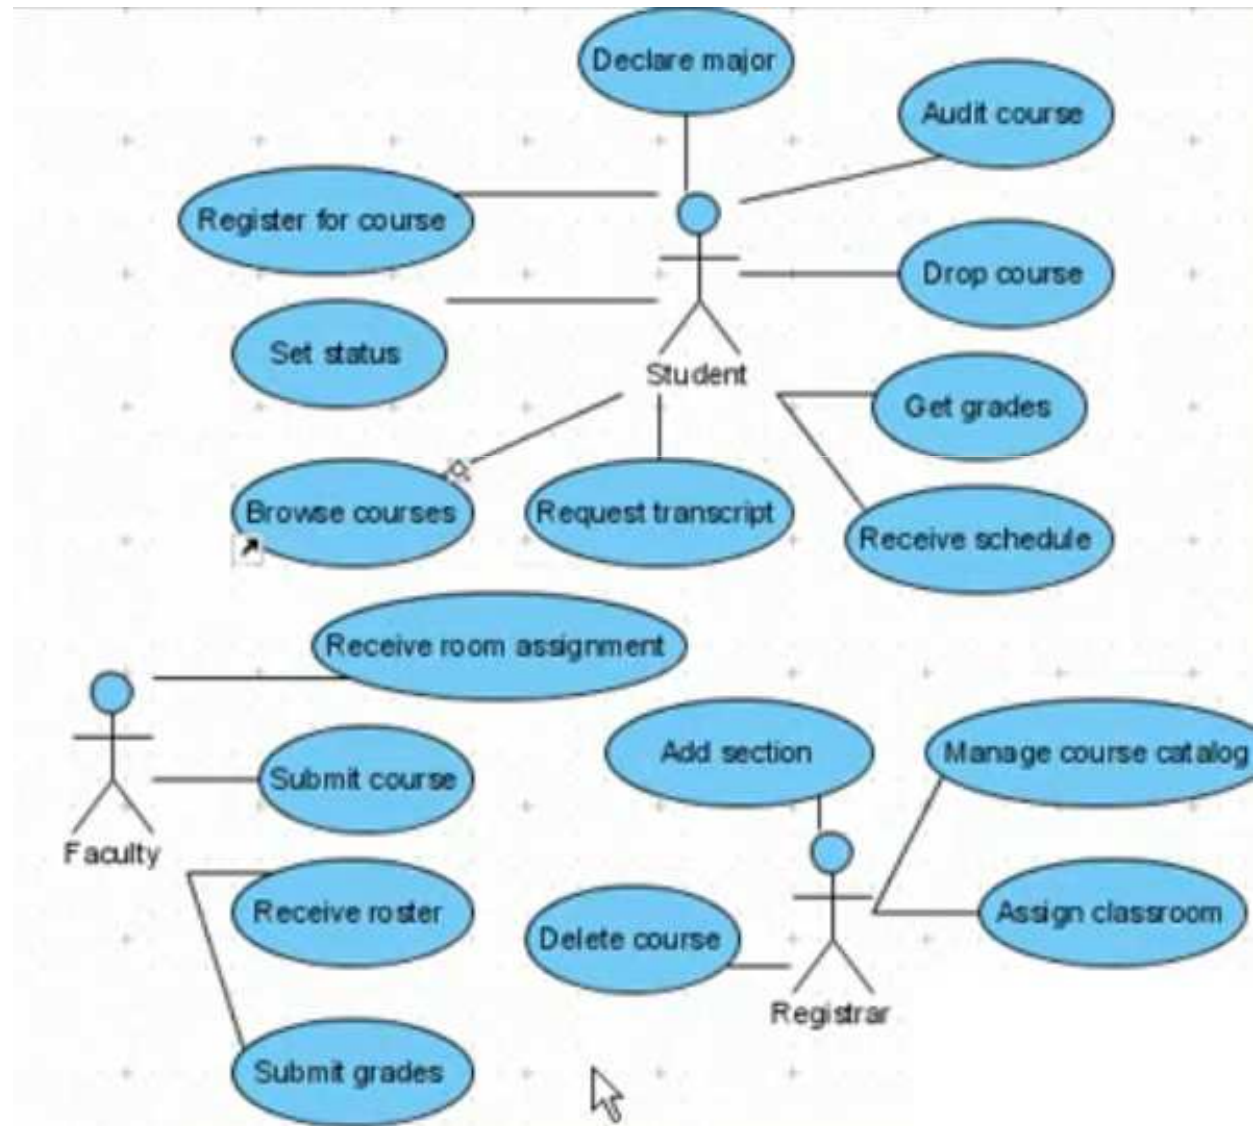 Declare major
Audit course
Register for course
Drop course
Set status
Student
Get grades
Browse courses
Request transcript
Receive schedule
Receive room assignment
Add section
Manage course catalog
Submit course
Faculty
Receive roster
Assign classroom
Delete course
Registrar
Submit grades